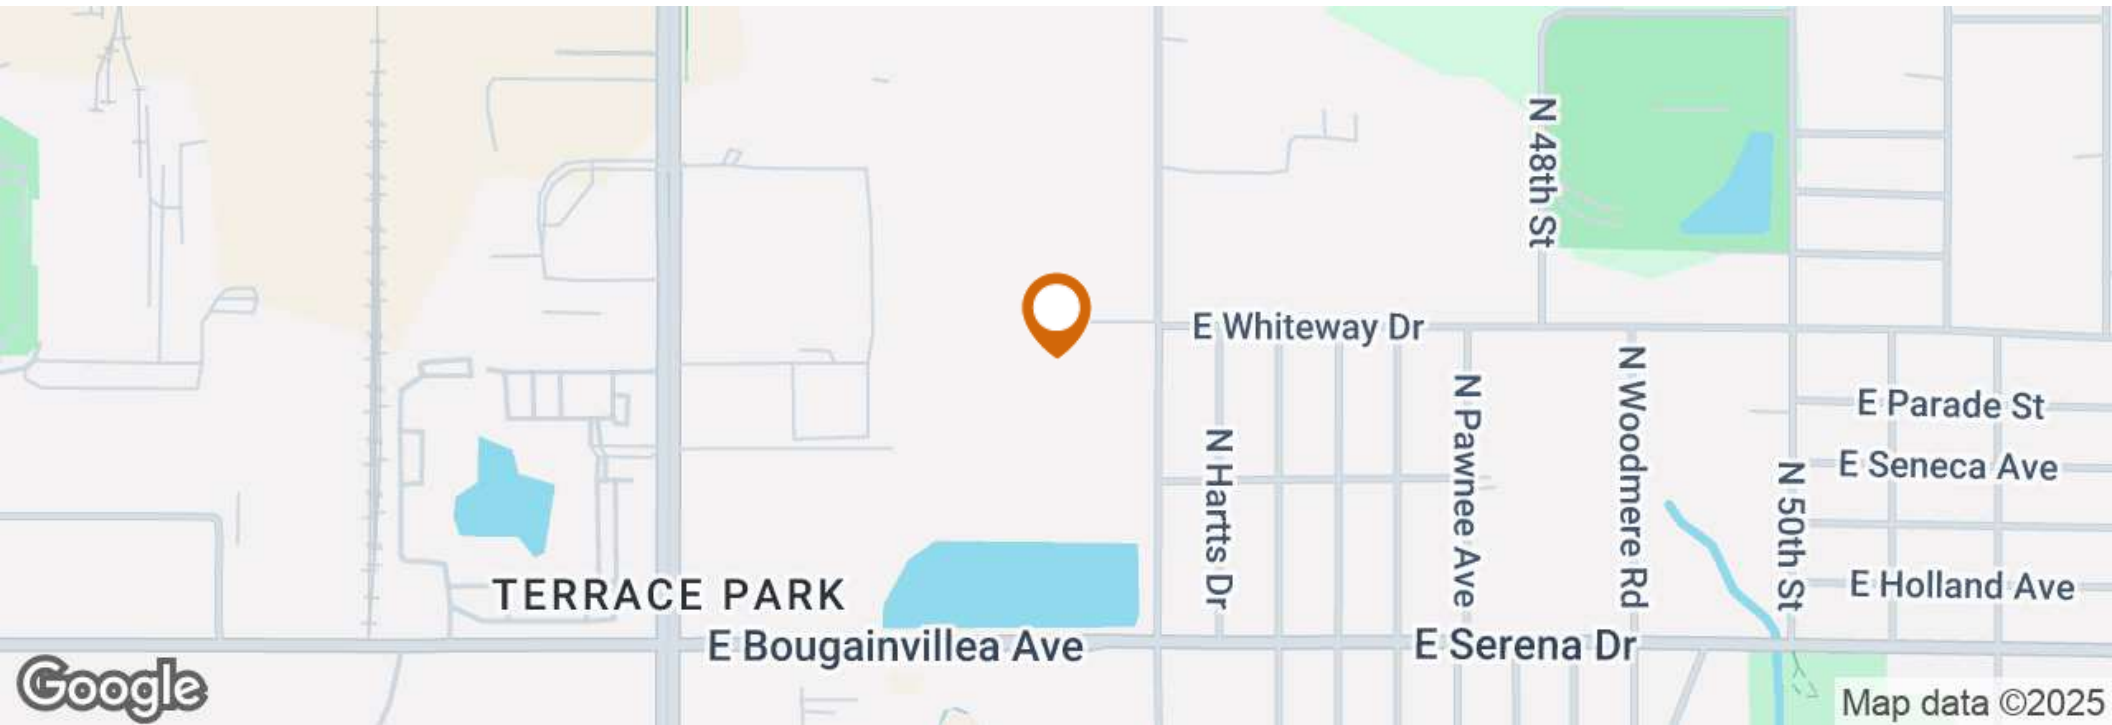 N 48th St
E Whiteway Dr
N Hartts Dr
N Pawnee Ave
N Woodmere Rd
E Parade St
E Seneca Ave
N 50th St
E Holland Ave
TERRACE PARK
E Bougainvillea Ave
E Serena Dr
Google
Map data ©2025